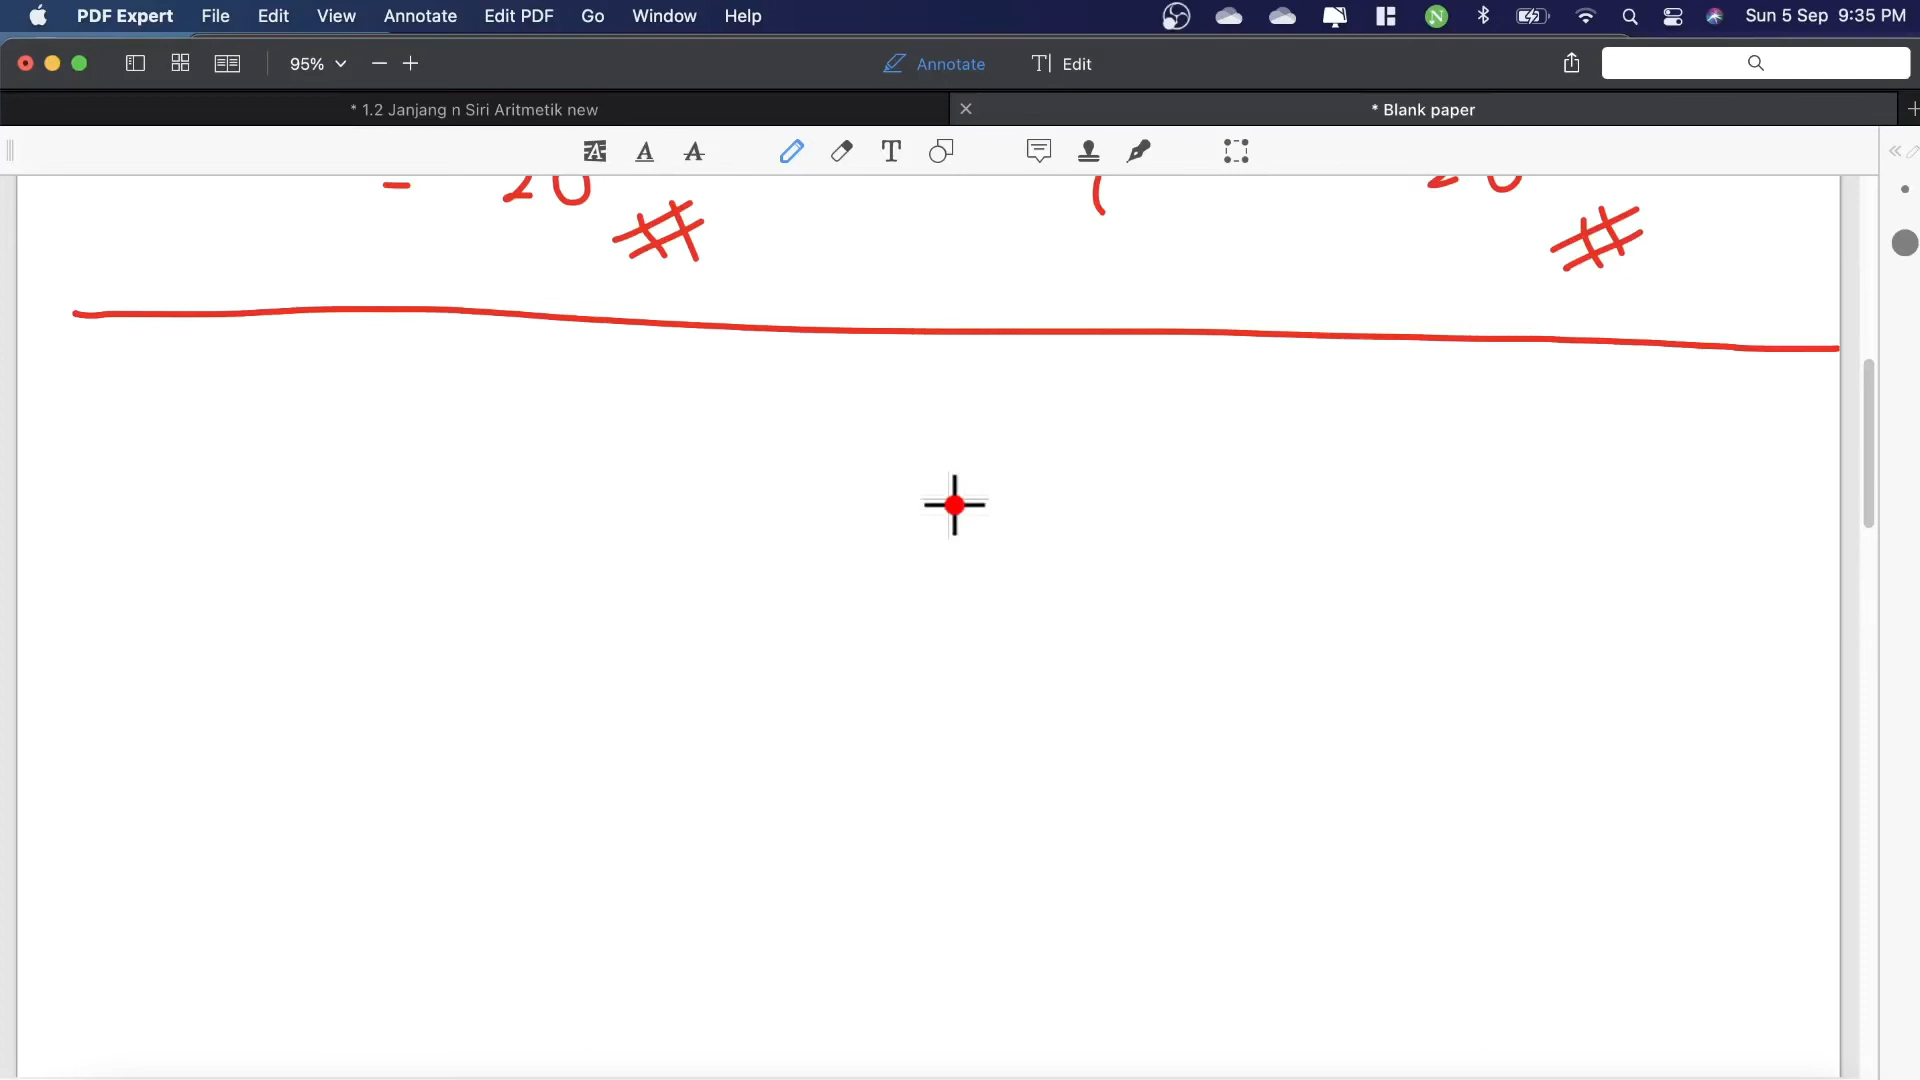 PDF Expert File Edit View Annotate Edit PDF Go Window Help Sun 5 Sep 9:35 PM
95% Annotate Edit
* 1.2 Janjang n Siri Aritmetik new * Blank paper
= 20
#
#